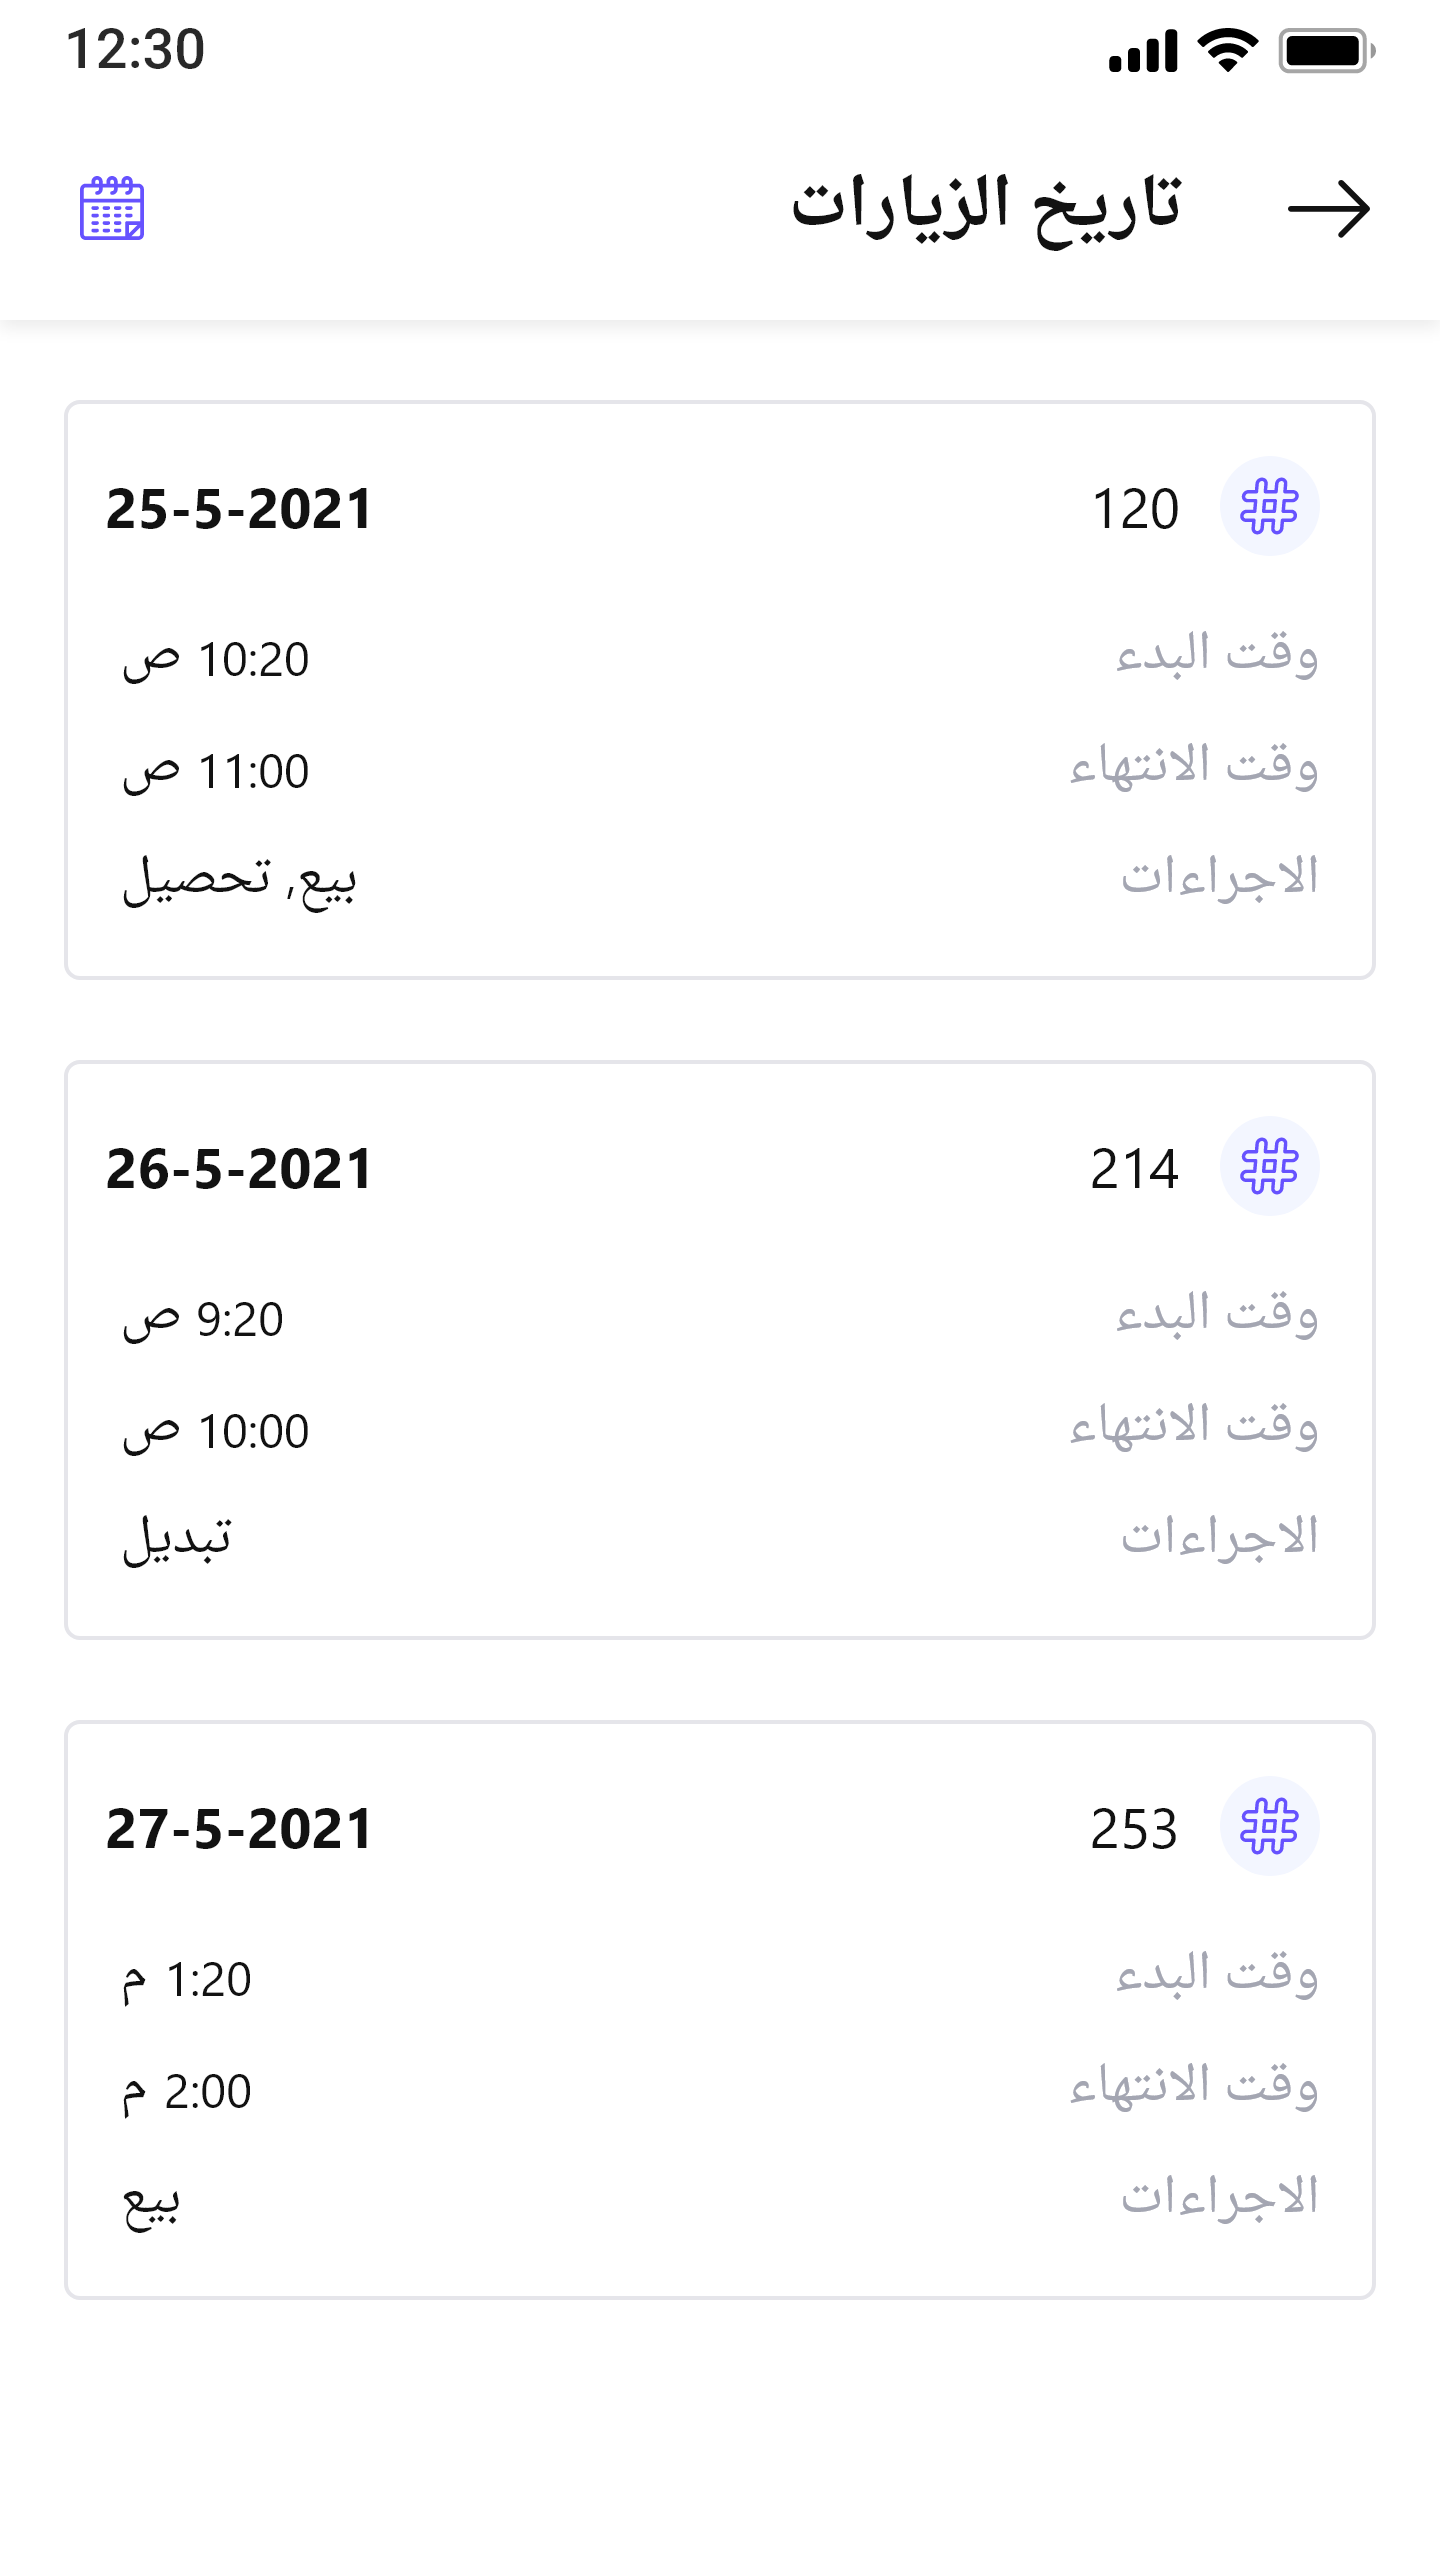 12:30
تاريخ الزيارات
120 25-5-2021
وقت البدء 10:20 ص
وقت الانتهاء 11:00 ص
الاجراءات بيع, تحصيل
214 26-5-2021
وقت البدء 9:20 ص
وقت الانتهاء 10:00 ص
الاجراءات تبديل
253 27-5-2021
وقت البدء 1:20 م
وقت الانتهاء 2:00 م
الاجراءات بيع